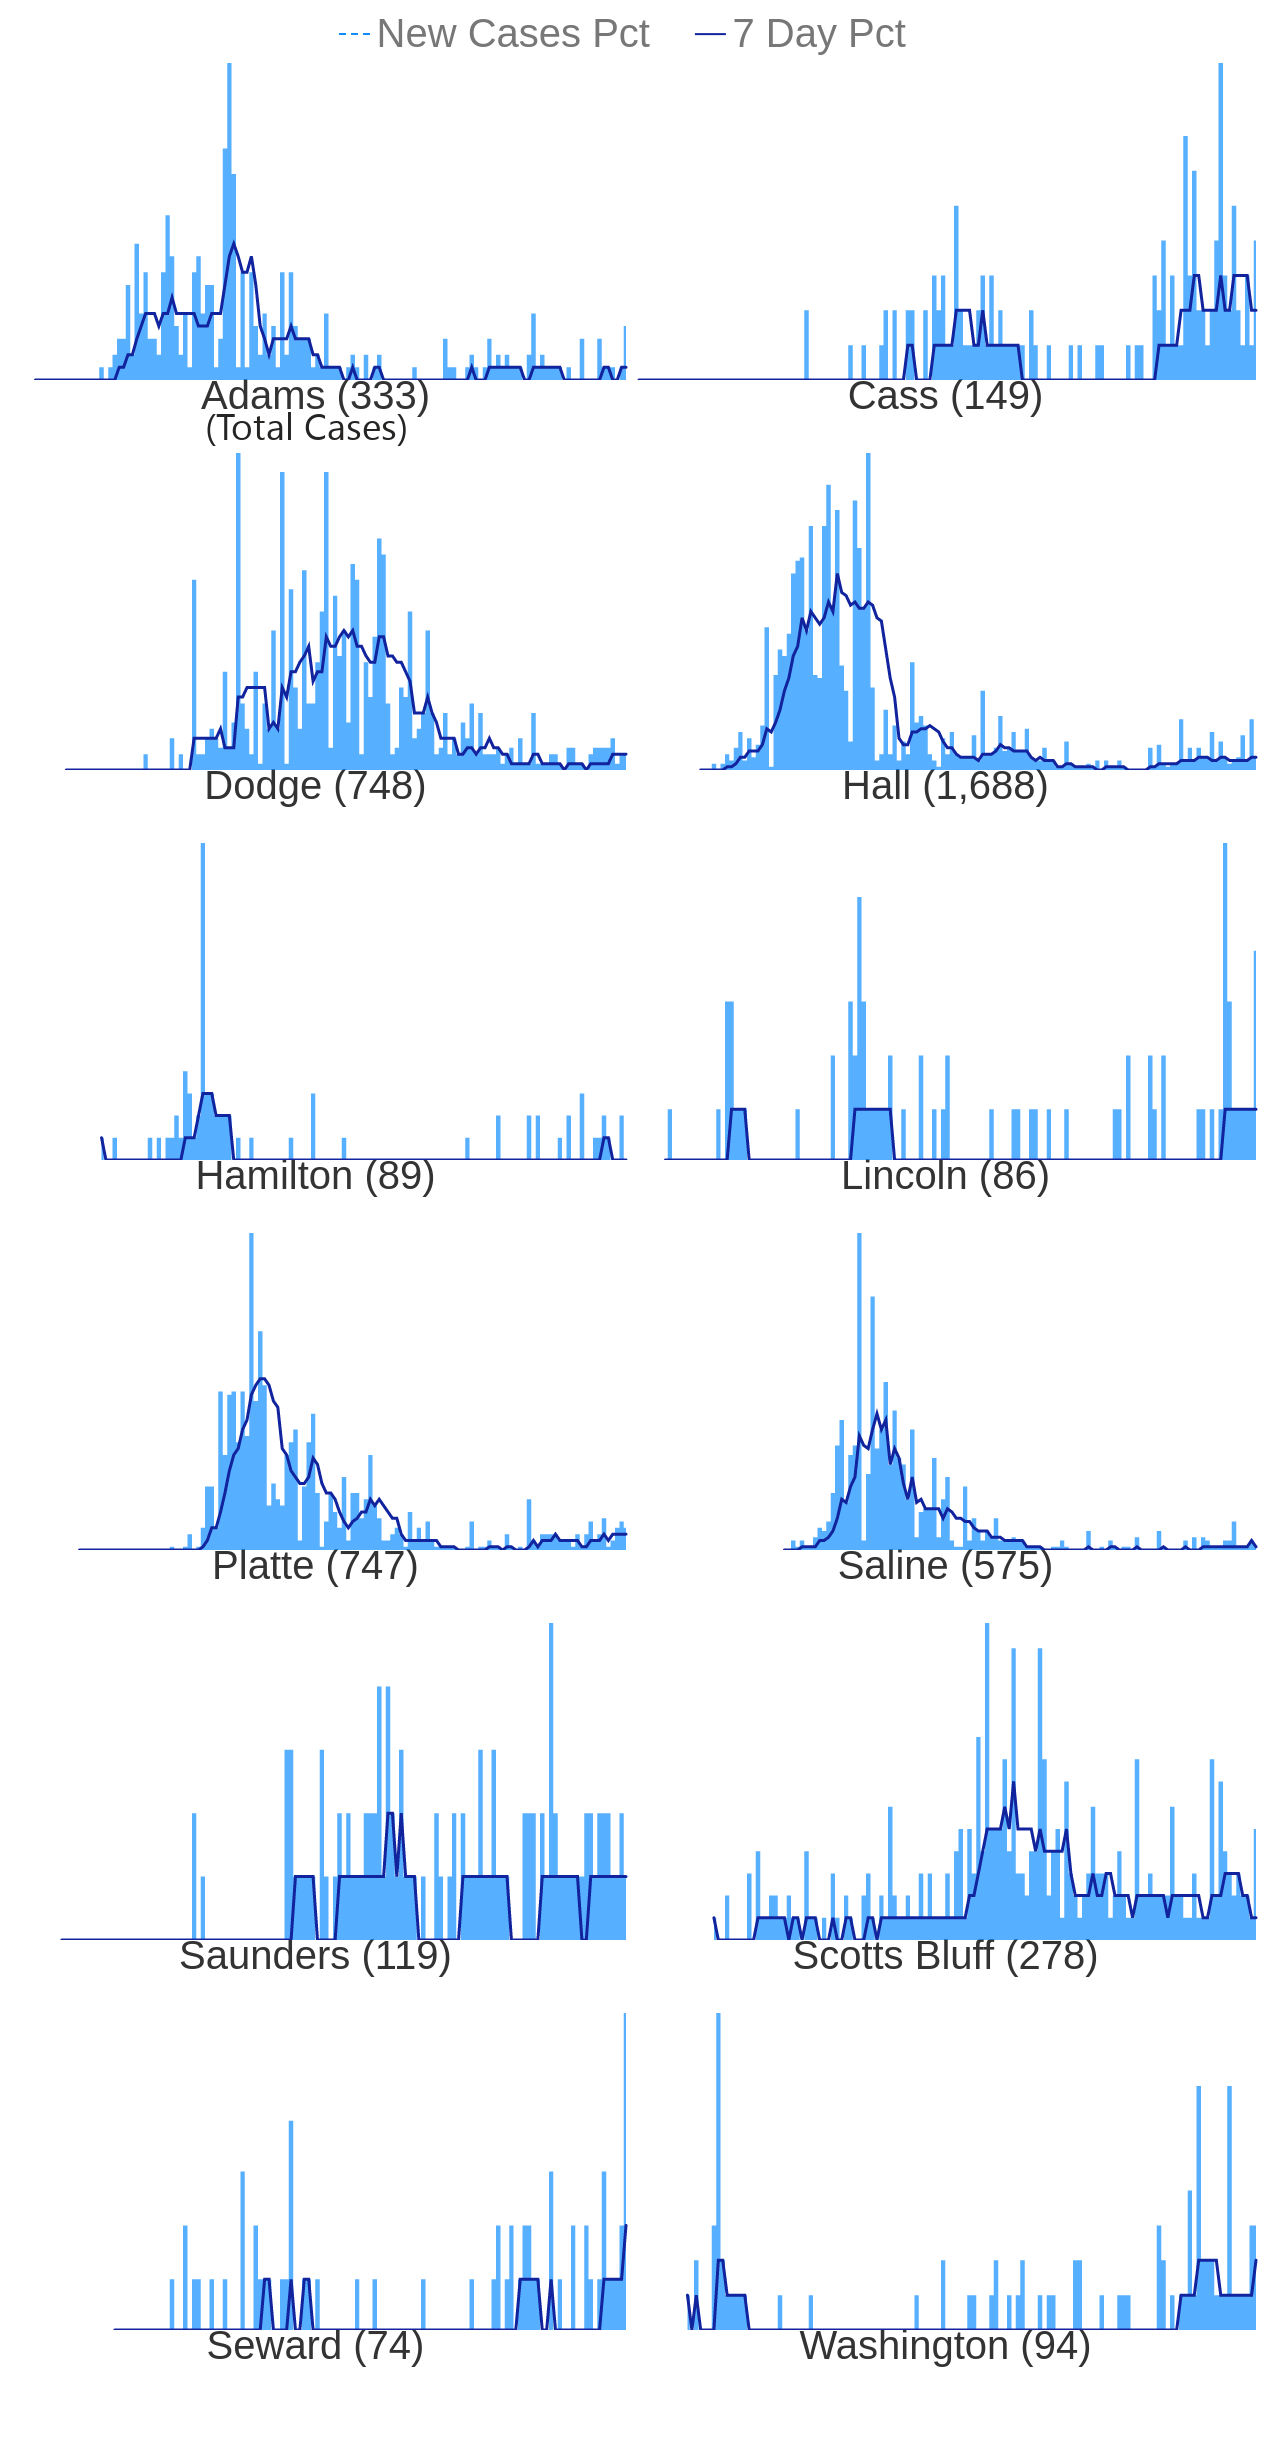 New Cases Pct 7 Day Pct
Adams (333) Cass (149)
(Total Cases)
Dodge (748) Hall (1,688)
Hamilton (89) Lincoln (86)
Platte (747) Saline (575)
Saunders (119) Scotts Bluff (278)
Seward (74) Washington (94)